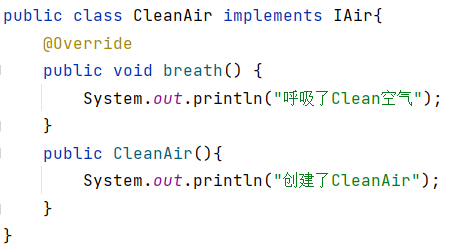 public class CleanAir implements IAir{
    @Override
    public void breath() {
        System.out.println("呼吸了Clean空气");
    }
    public CleanAir(){
        System.out.println("创建了CleanAir");
    }
}